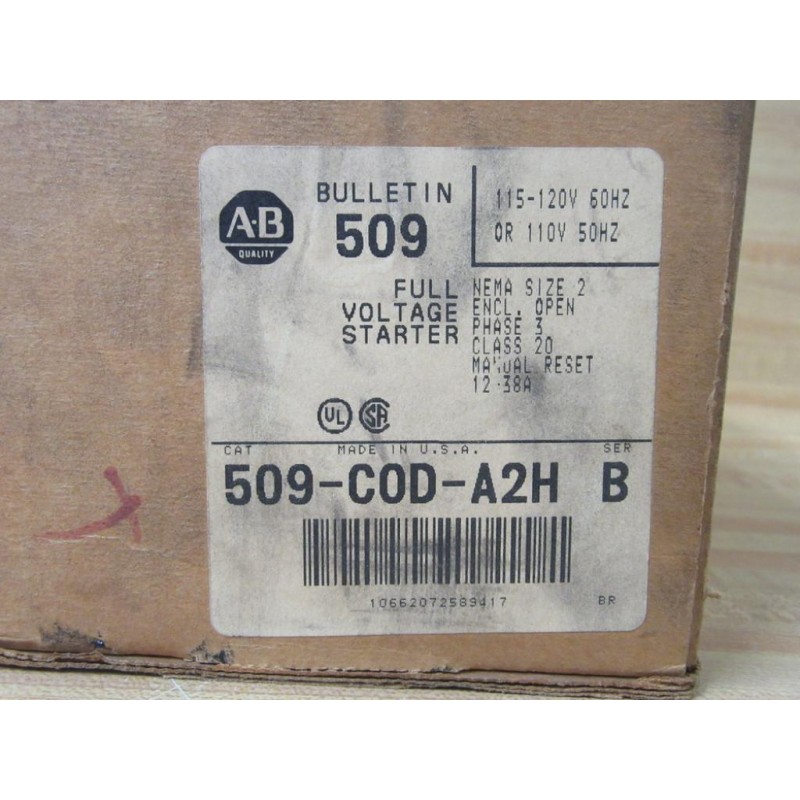 A·B
QUALITY
BULLETIN
509
115-120V 60HZ
OR 110V 50HZ
FULL
VOLTAGE
STARTER
NEMA SIZE 2
ENCL. OPEN
PHASE 3
CLASS 20
MANUAL RESET
12-38A
UL
SA
CAT MADE IN U.S.A. SER
509-COD-A2H B
10662072589417 BR